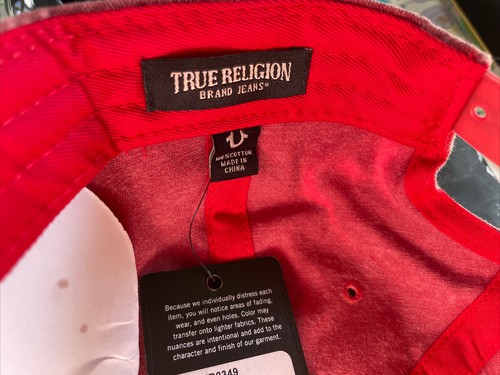 TRUE RELIGION
BRAND JEANS®
COTTON
MADE IN
CHINA
Because we individually distress each
item, you will notice areas of fading,
wear, and even holes. Color may
transfer onto lighter fabrics. These
nuances are intentional and add to the
character and finish of our garment.